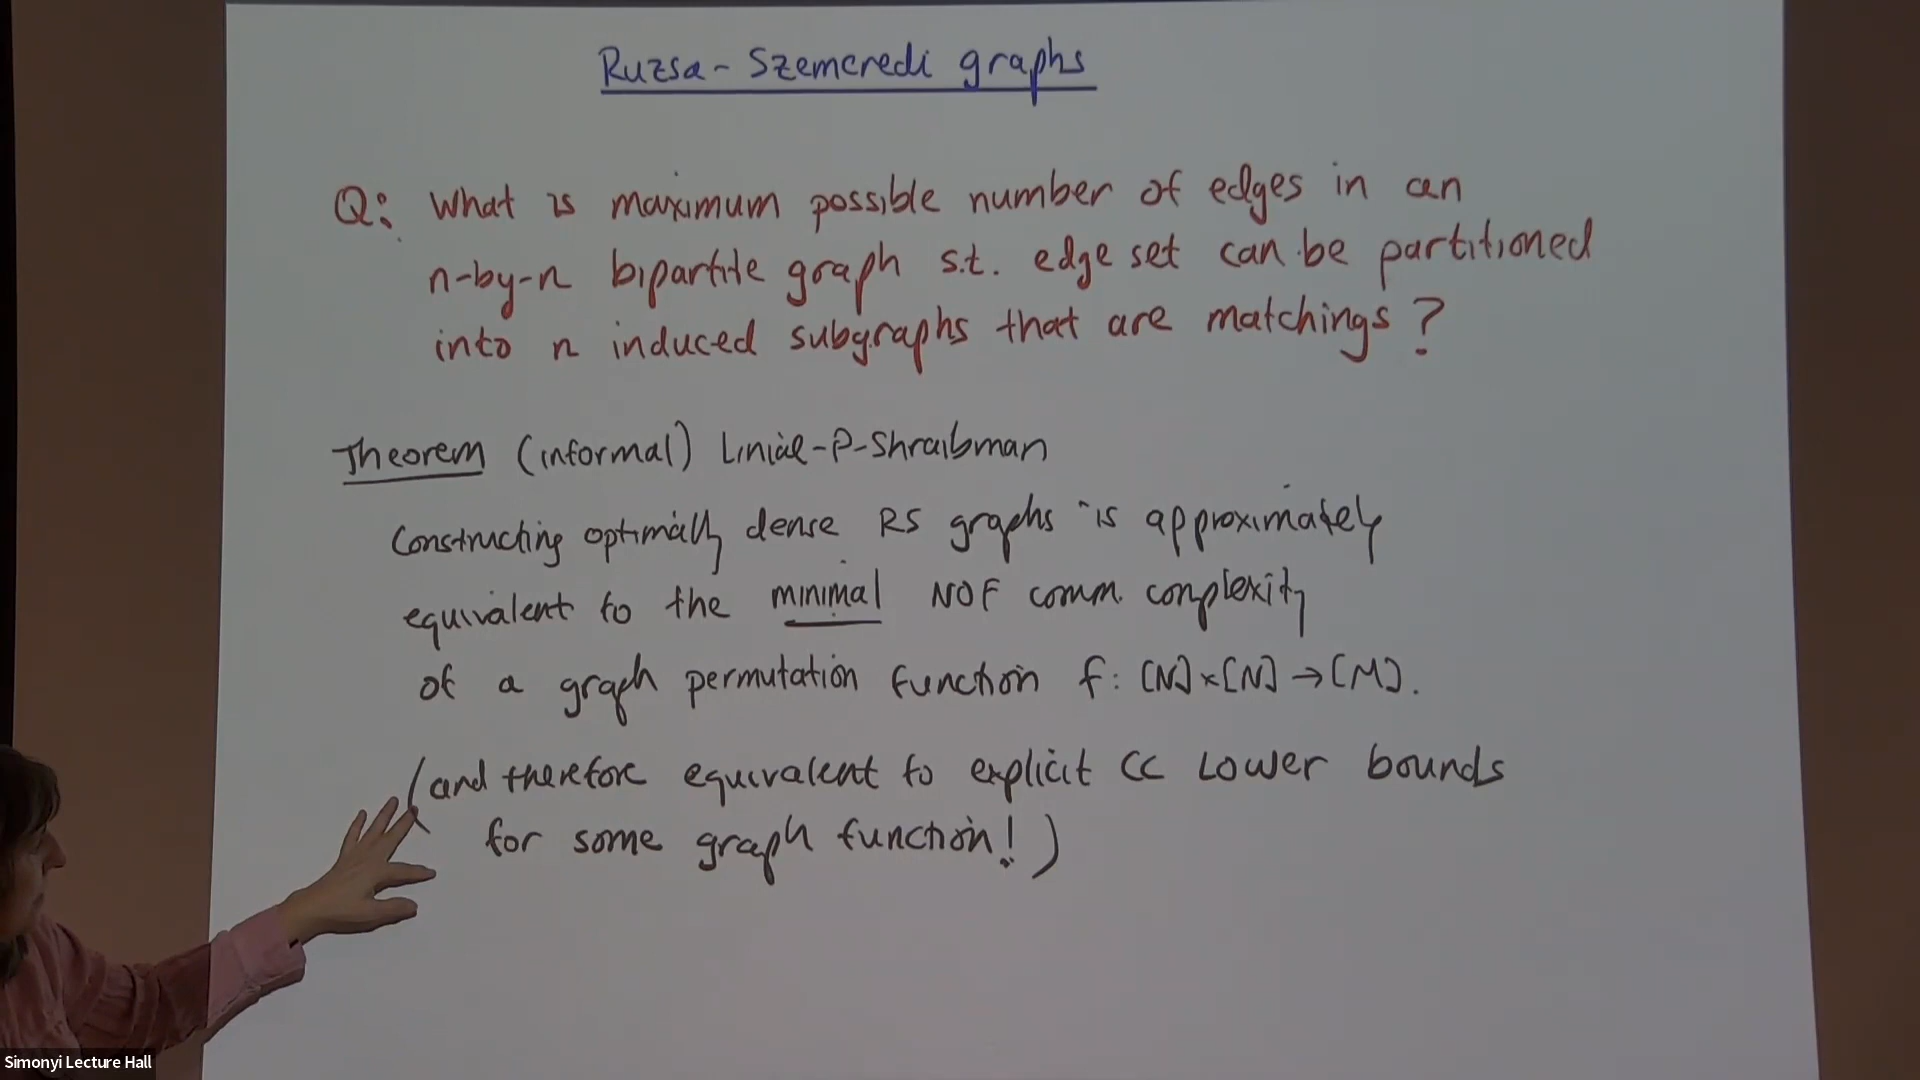 Ruzsa - Szemeredi graphs
Q: What is maximum possible number of edges in an
n-by-n bipartite graph s.t. edge set can be partitioned
into n induced subgraphs that are matchings ?
Theorem (informal) Linial-P-Shraibman
Constructing optimally dense RS graphs is approximately
equivalent to the minimal NOF comm. complexity
of a graph permutation function f: [N]×[N]→[M].
(and therefore equivalent to explicit CC Lower bounds
for some graph function! )
Simonyi Lecture Hall